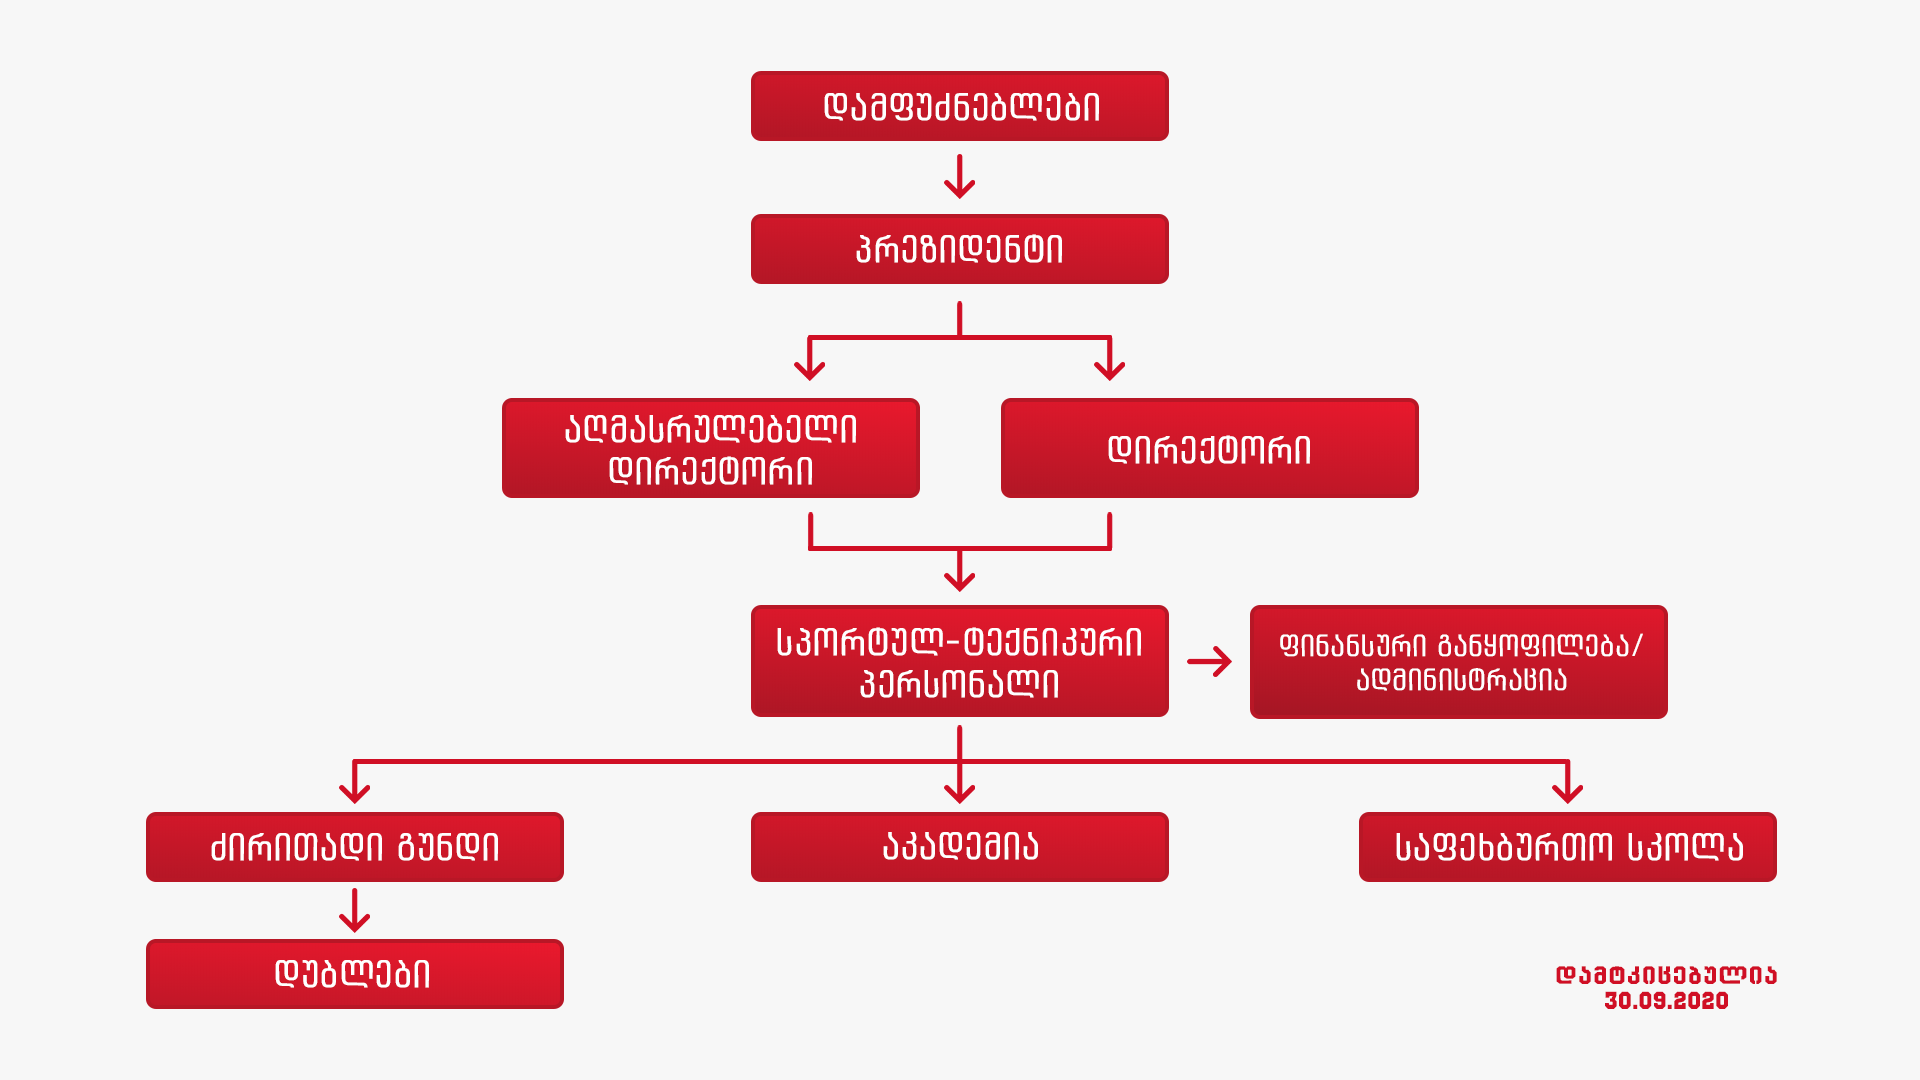 დამფუძნებლები
პრეზიდენტი
აღმასრულებელი
დირექტორი
დირექტორი
სპორტულ-ტექნიკური
პერსონალი
ფინანსური განყოფილება/
ადმინისტრაცია
ძირითადი გუნდი
აკადემია
საფეხბურთო სკოლა
დუბლები
დამტკიცებულია
30.09.2020